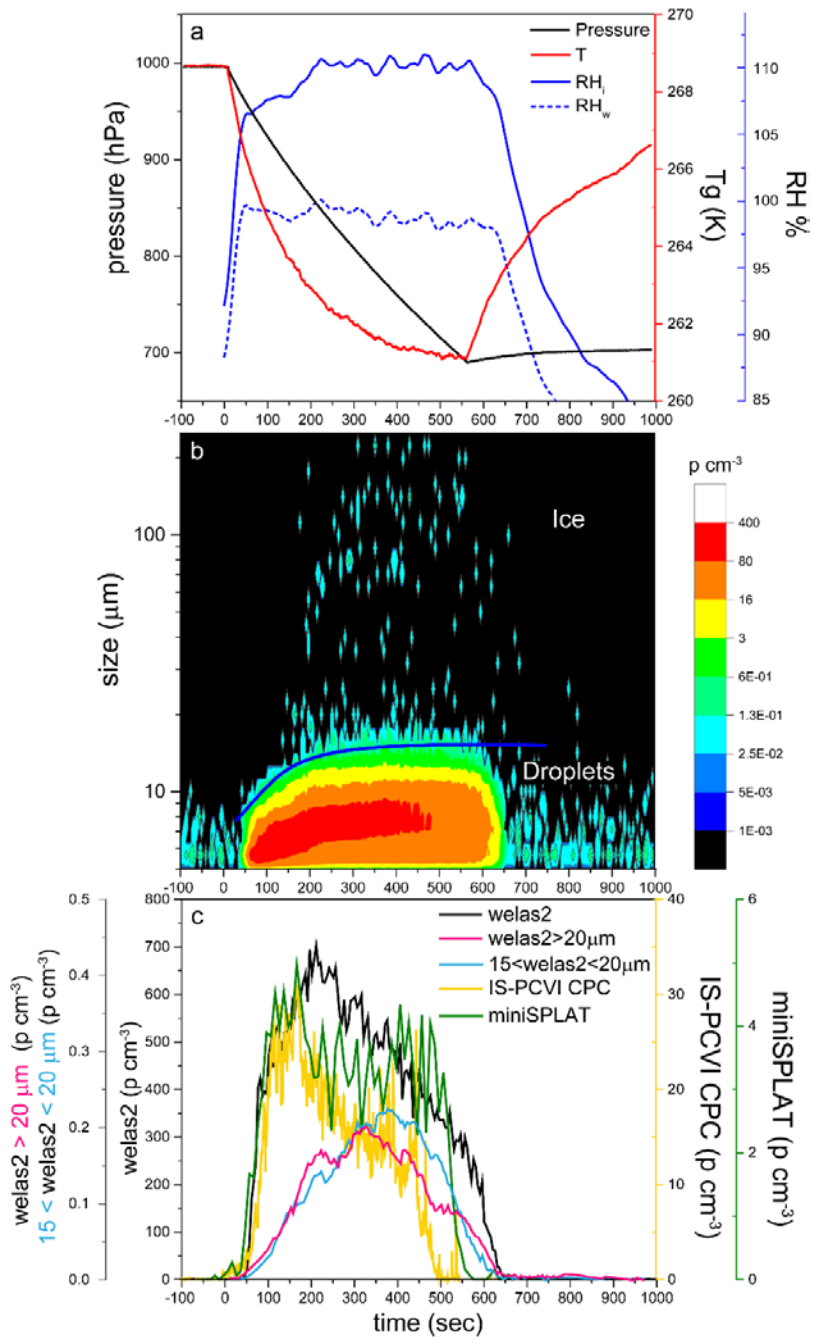 a
Pressure
T
RHi
RHw
1000
900
800
700
pressure (hPa)
270
268
266
264
262
260
Tg (K)
110
105
100
95
90
85
RH %
-100 0 100 200 300 400 500 600 700 800 900 1000
b
Ice
Droplets
100
10
size (μm)
p cm-3
400
80
16
3
6E-01
1.3E-01
2.5E-02
5E-03
1E-03
-100 0 100 200 300 400 500 600 700 800 900 1000
c
welas2
welas2>20μm
15<welas2<20μm
IS-PCVI CPC
miniSPLAT
0.5
0.4
0.3
0.2
0.1
0.0
welas2 > 20 μm (p cm-3)
15 < welas2 < 20 μm (p cm-3)
800
700
600
500
400
300
200
100
0
welas2 (p cm-3)
40
30
20
10
0
IS-PCVI CPC (p cm-3)
6
4
2
0
miniSPLAT (p cm-3)
-100 0 100 200 300 400 500 600 700 800 900 1000
time (sec)